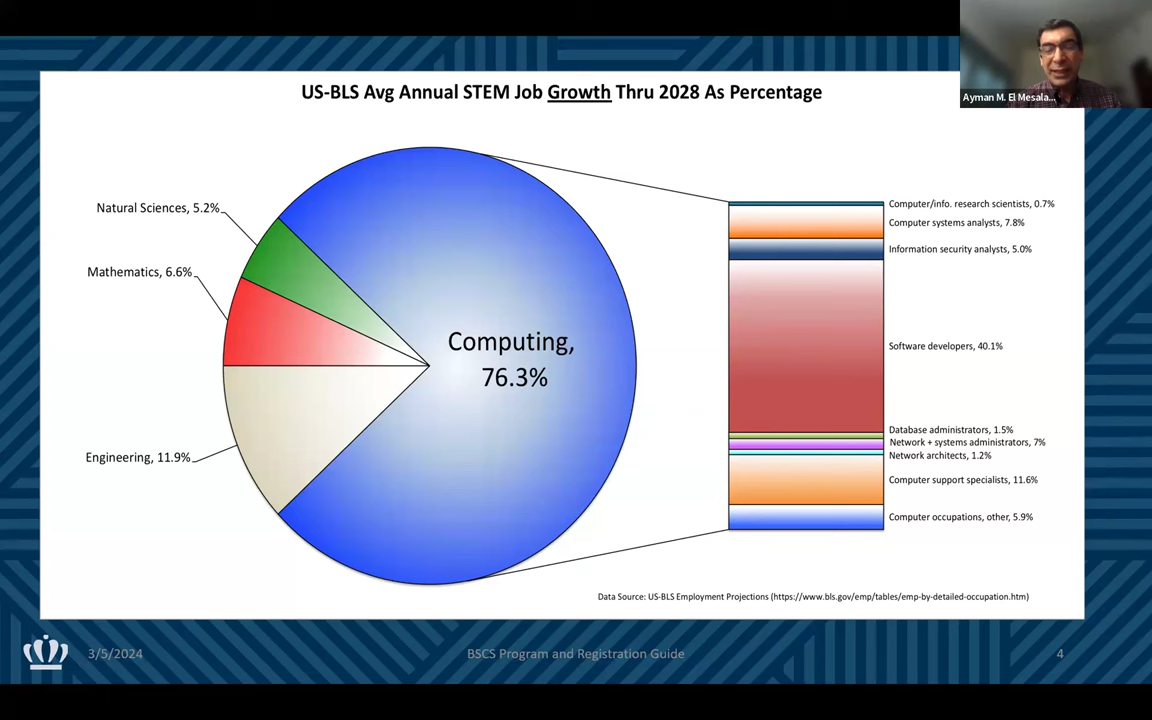 US-BLS Avg Annual STEM Job Growth Thru 2028 As Percentage
Ayman M. El Mesala...
Natural Sciences, 5.2%
Mathematics, 6.6%
Engineering, 11.9%
Computing,
76.3%
Computer/info. research scientists, 0.7%
Computer systems analysts, 7.8%
Information security analysts, 5.0%
Software developers, 40.1%
Database administrators, 1.5%
Network + systems administrators, 7%
Network architects, 1.2%
Computer support specialists, 11.6%
Computer occupations, other, 5.9%
Data Source: US-BLS Employment Projections (https://www.bls.gov/emp/tables/emp-by-detailed-occupation.htm)
3/5/2024
BSCS Program and Registration Guide
4